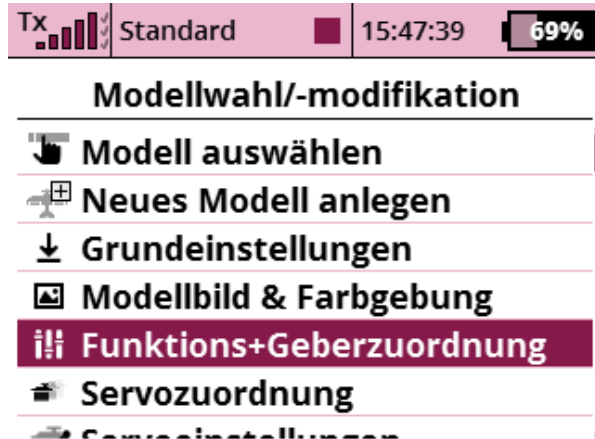 Tx Standard 15:47:39 69%
Modellwahl/-modifikation
Modell auswählen
Neues Modell anlegen
Grundeinstellungen
Modellbild & Farbgebung
Funktions+Geberzuordnung
Servozuordnung
Servoeinstellungen